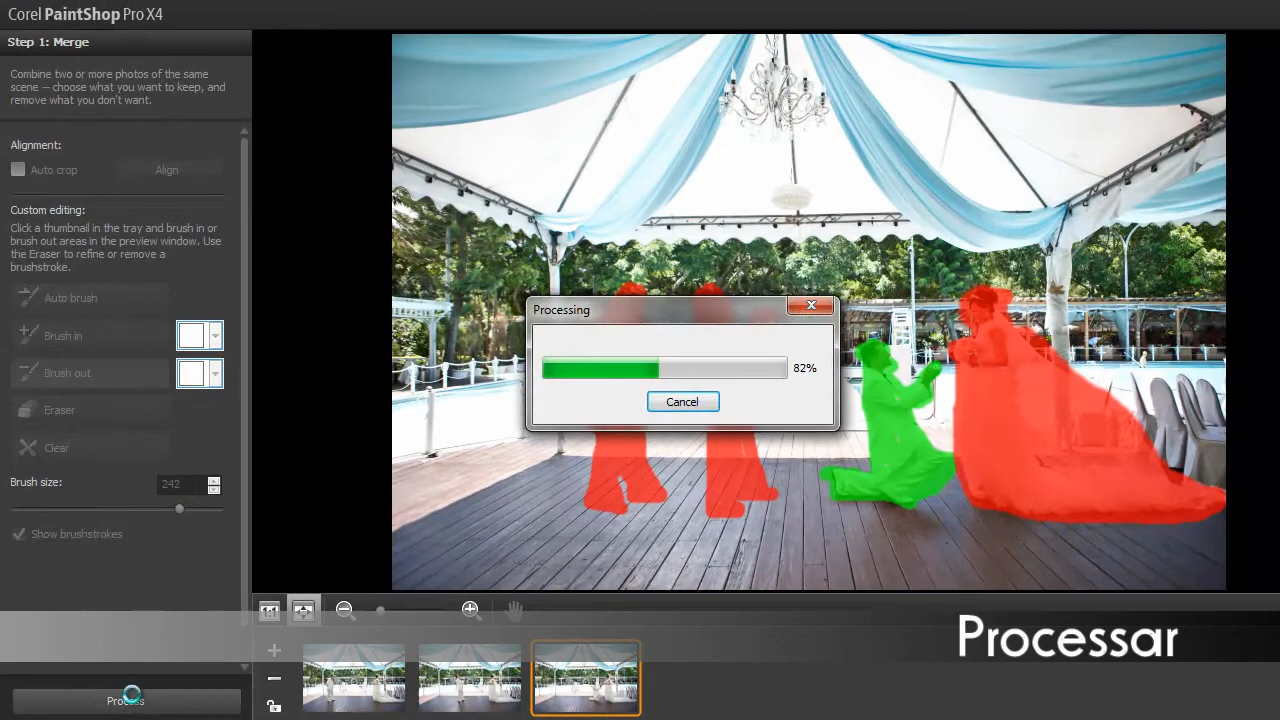 Corel PaintShop Pro X4
Step 1: Merge
Combine two or more photos of the same
scene -- choose what you want to keep, and
remove what you don't want.
Alignment:
Auto crop
Align
Custom editing:
Click a thumbnail in the tray and brush in or
brush out areas in the preview window. Use
the Eraser to refine or remove a
brushstroke.
Auto brush
Brush in
Brush out
Eraser
Clear
Brush size:
242
Show brushstrokes
Process
Processing
82%
Cancel
1:1
Processar